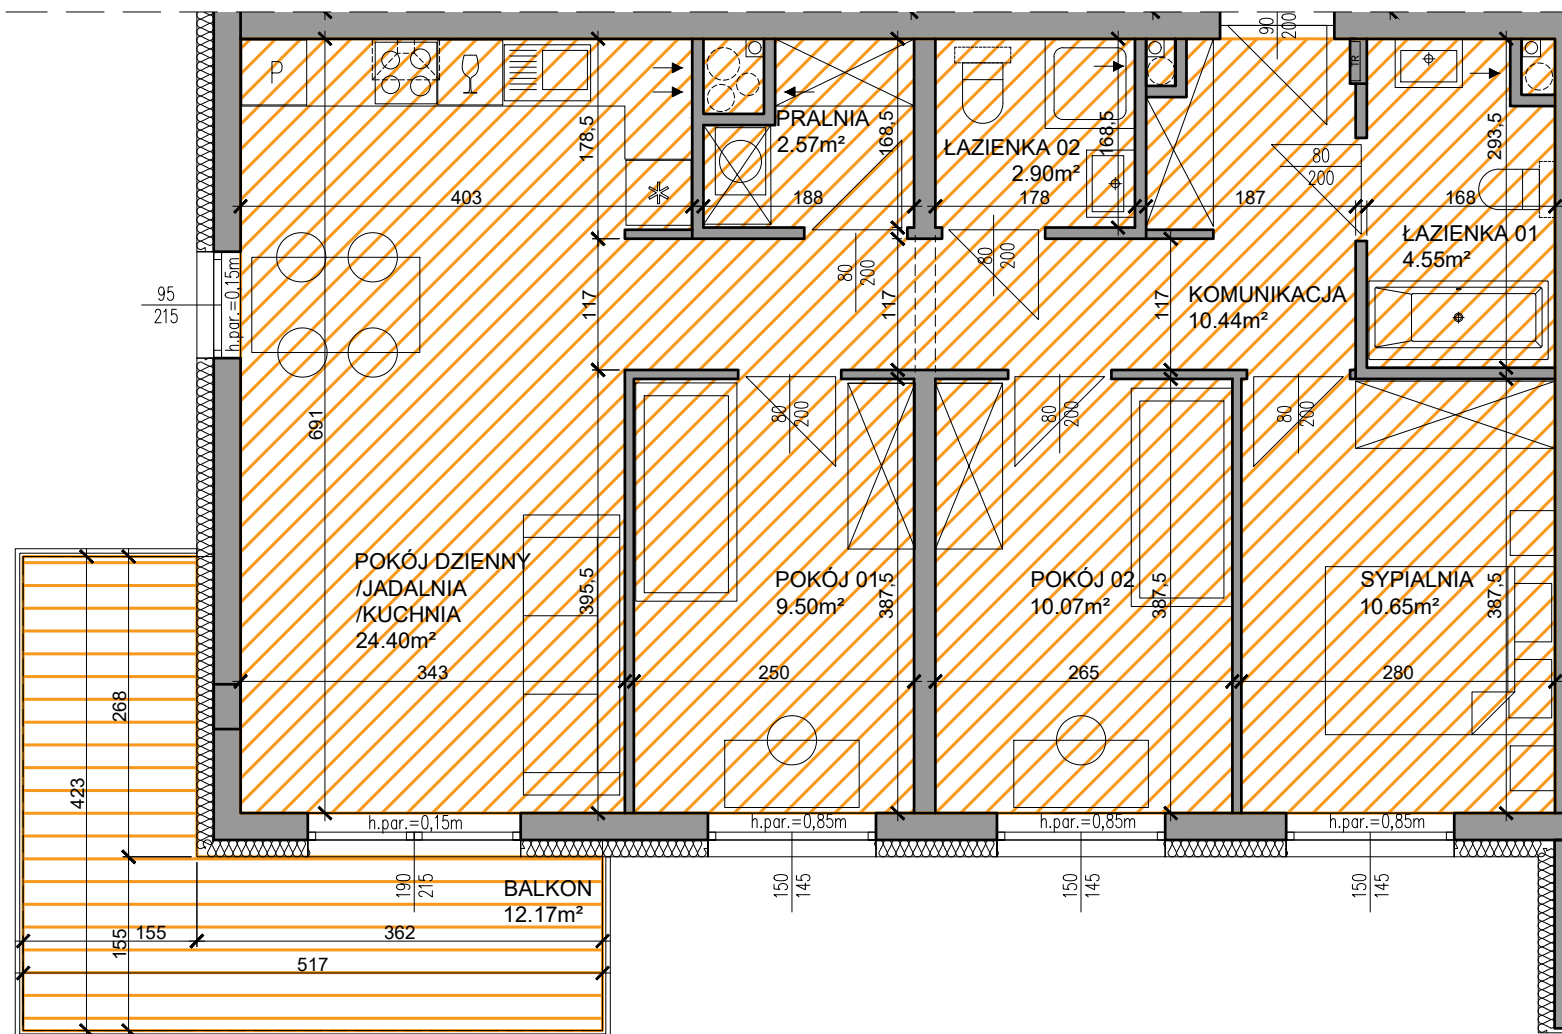 90
200
P
TR
178,5
PRALNIA
2.57m²
168,5
ŁAZIENKA 02
2.90m²
168,5
80
200
293,5
403
188
178
187
168
ŁAZIENKA 01
4.55m²
80
200
80
200
95
215
h.par.=0,15m
117
117
KOMUNIKACJA
10.44m²
117
691
80
200
80
200
80
200
POKÓJ DZIENNY
/JADALNIA
/KUCHNIA
24.40m²
395,5
POKÓJ 01
9.50m²
387,5
POKÓJ 02
10.07m²
387,5
SYPIALNIA
10.65m²
387,5
343
250
265
280
268
423
h.par.=0,15m
h.par.=0,85m
h.par.=0,85m
h.par.=0,85m
190
215
BALKON
12.17m²
150
145
150
145
150
145
155
155
362
517